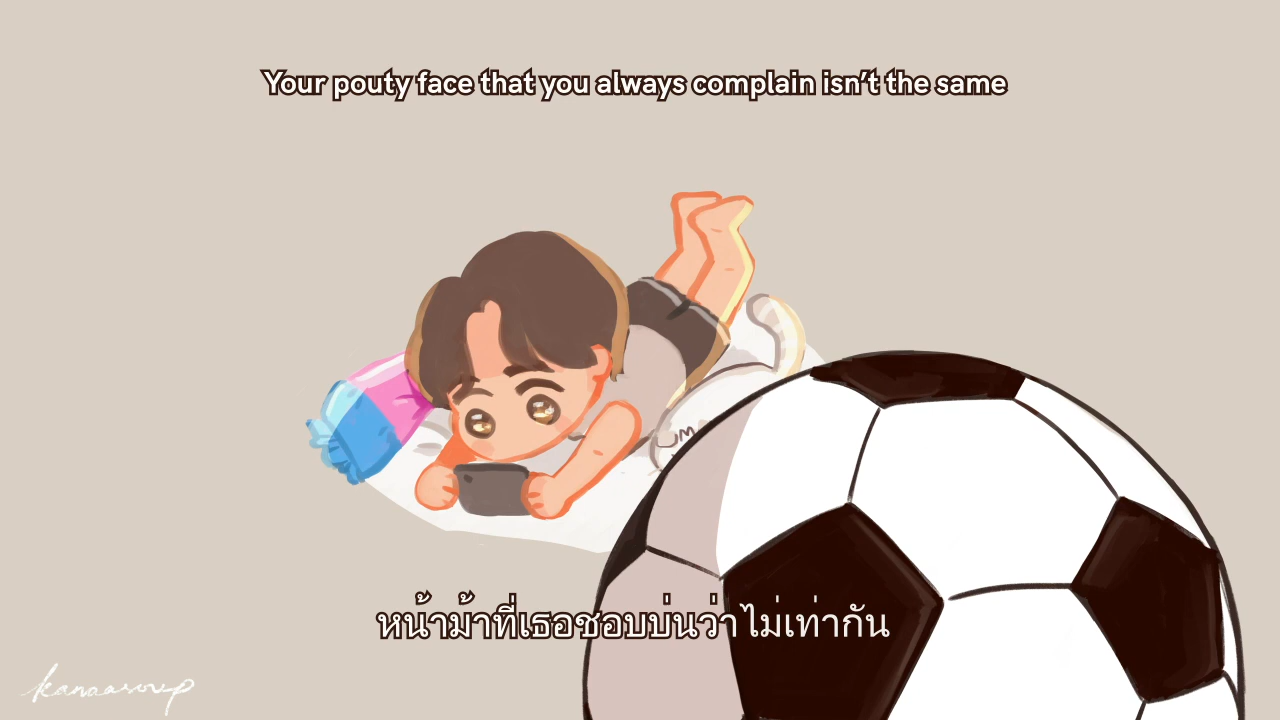 Your pouty face that you always complain isn't the same
หน้าม้าที่เธอชอบบ่นว่าไม่เท่ากัน
kanaasoup